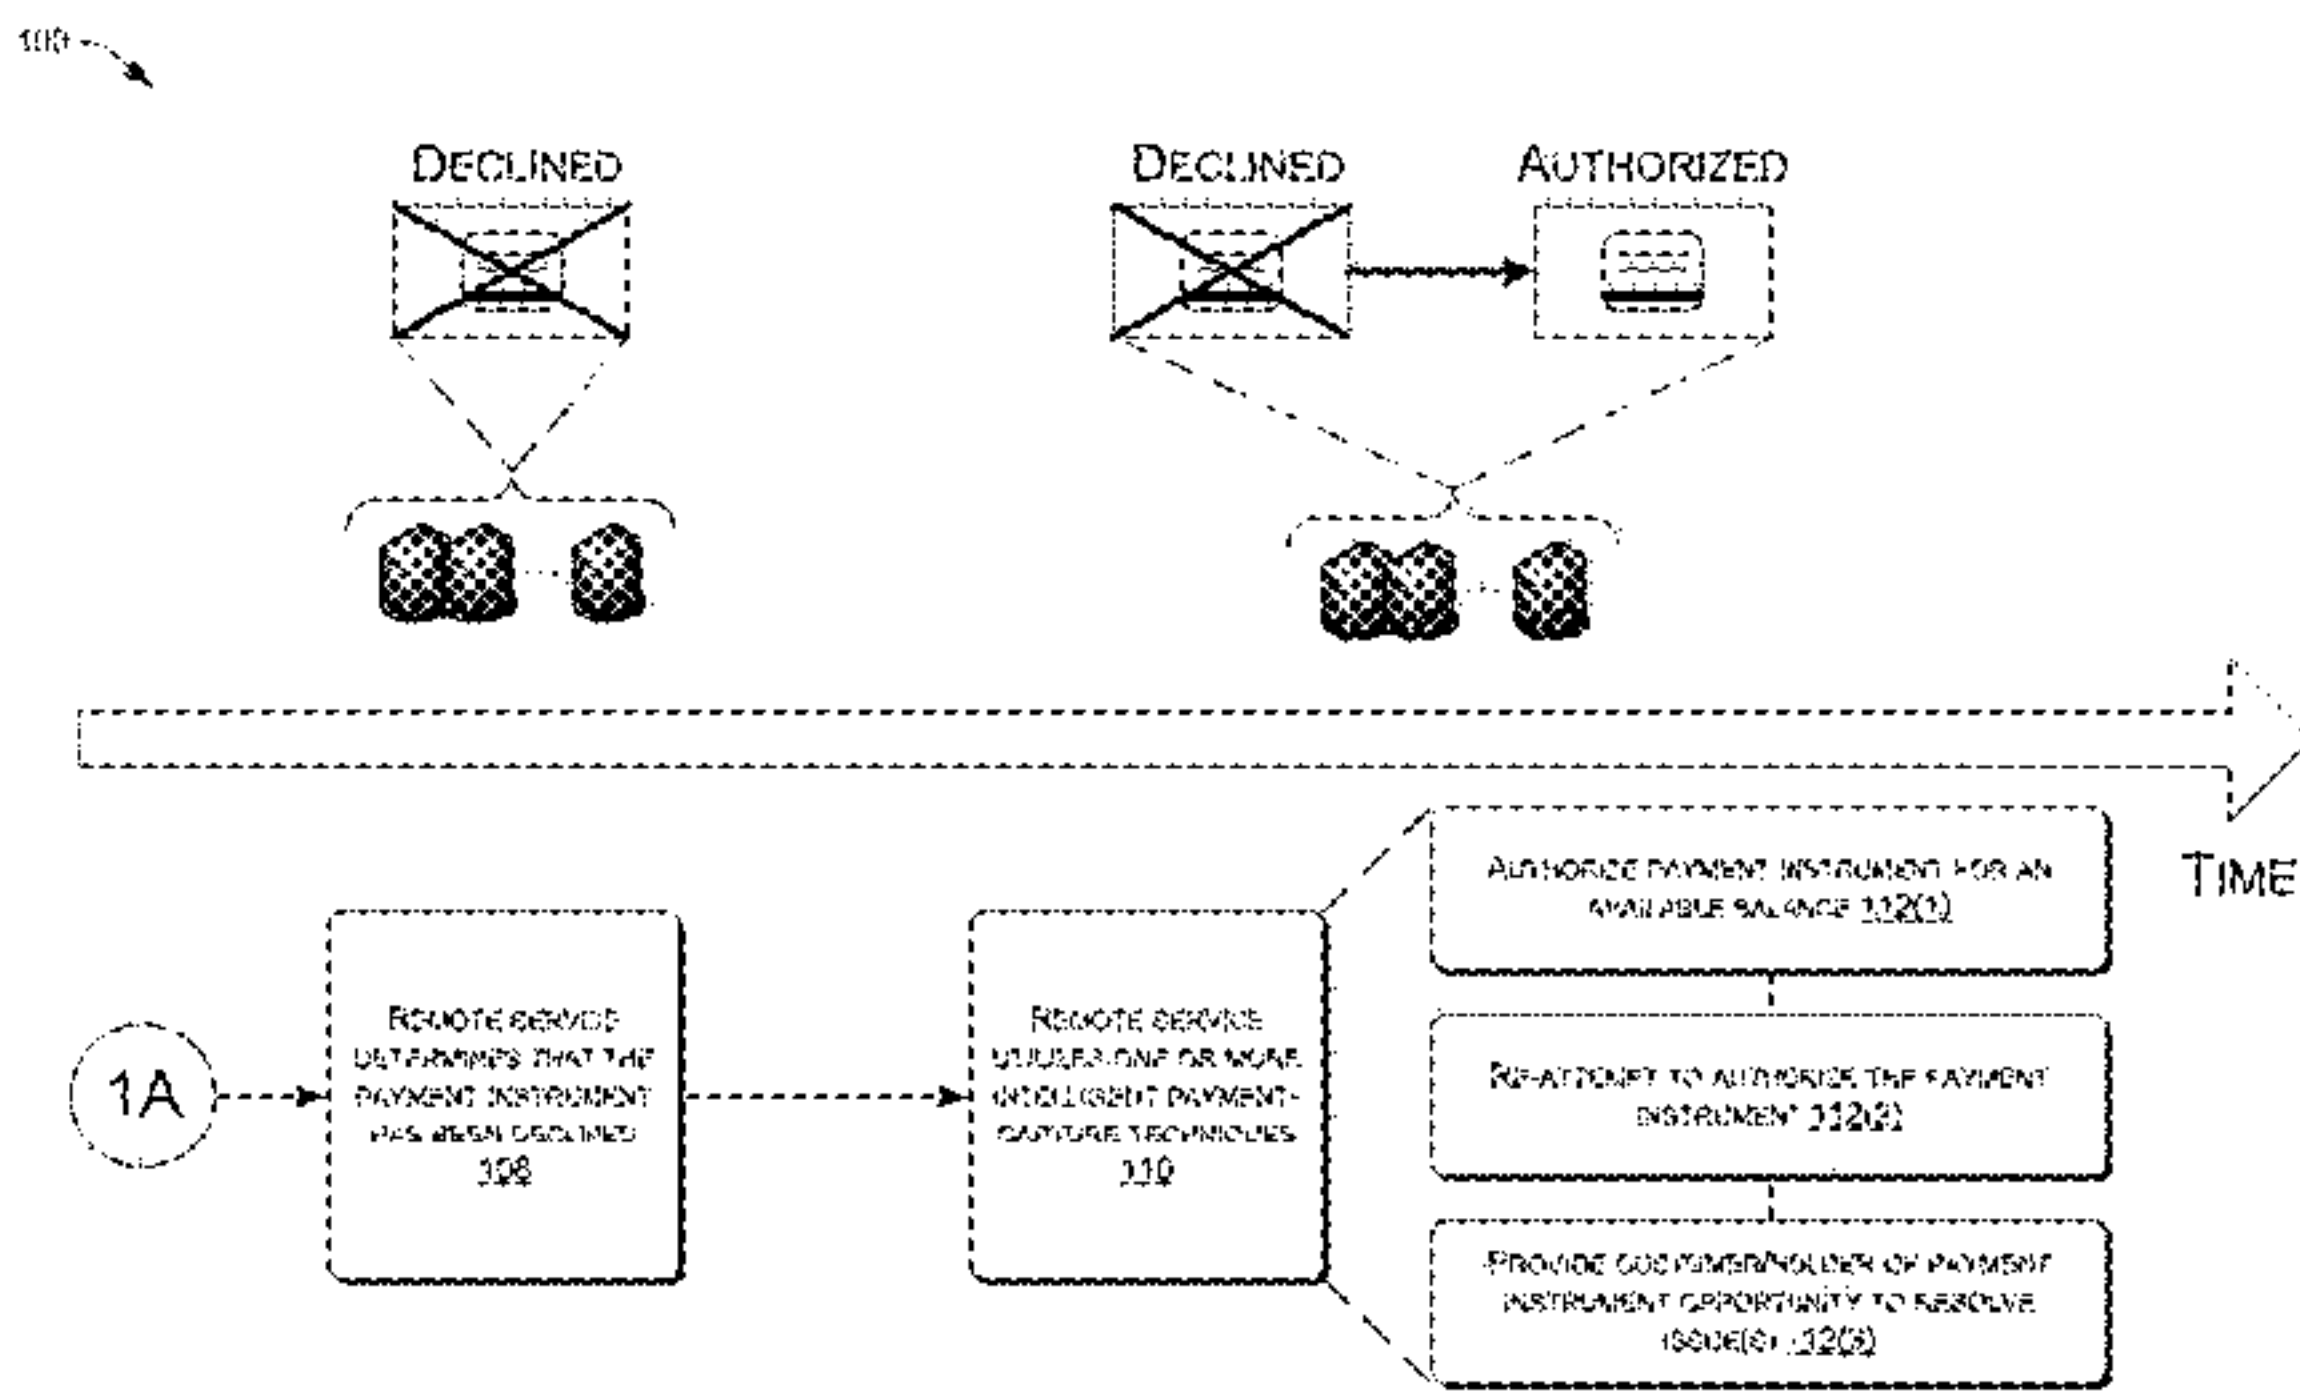 100
DECLINED
DECLINED
AUTHORIZED
TIME
1A
REMOTE SERVICE
DETERMINES THAT THE
PAYMENT INSTRUMENT
HAS BEEN DECLINED
108
REMOTE SERVICE
UTILIZES ONE OR MORE
INTELLIGENT PAYMENT-
CAPTURE TECHNIQUES
110
AUTHORIZE PAYMENT INSTRUMENT FOR AN
AVAILABLE BALANCE 112(1)
RE-ATTEMPT TO AUTHORIZE THE PAYMENT
INSTRUMENT 112(2)
PROVIDE CUSTOMER/HOLDER OF PAYMENT
INSTRUMENT OPPORTUNITY TO RESOLVE
ISSUE(S) 112(3)